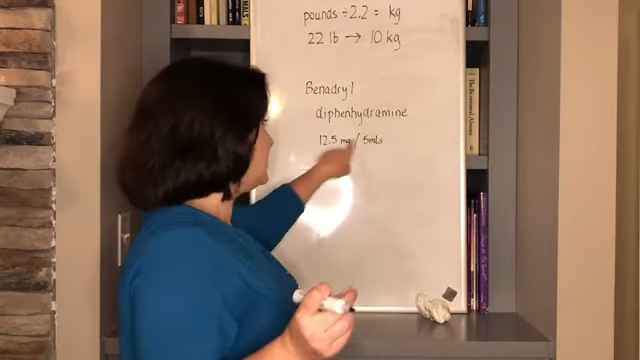 pounds ÷ 2.2 = kg
22 lb → 10 kg
Benadryl
diphenhydramine
12.5 mg / 5mLs